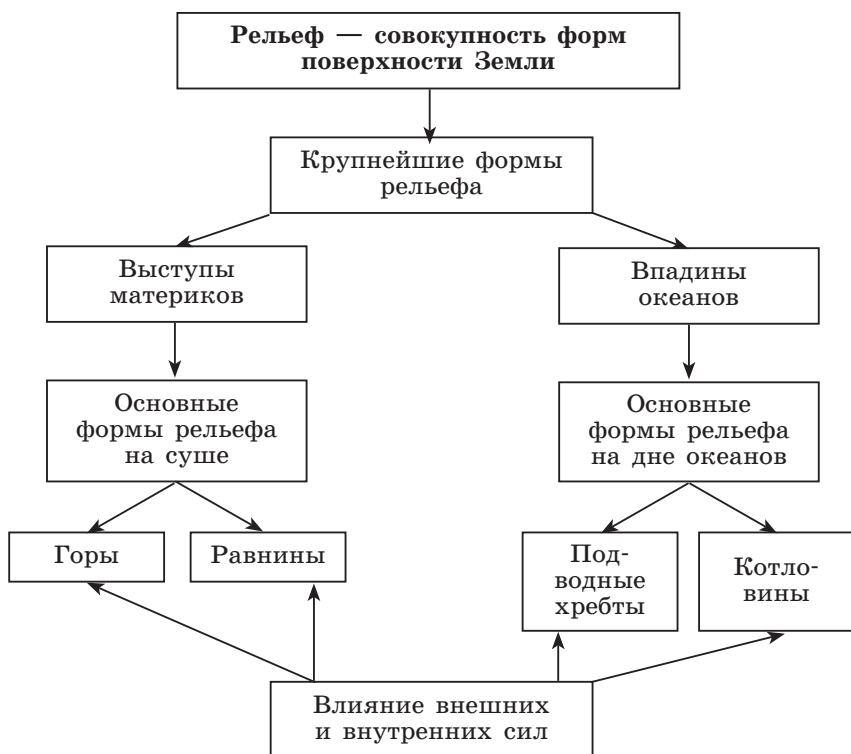 Рельеф — совокупность форм
поверхности Земли
Крупнейшие формы
рельефа
Выступы
материков
Впадины
океанов
Основные
формы рельефа
на суше
Основные
формы рельефа
на дне океанов
Горы
Равнины
Под-
водные
хребты
Котло-
вины
Влияние внешних
и внутренних сил